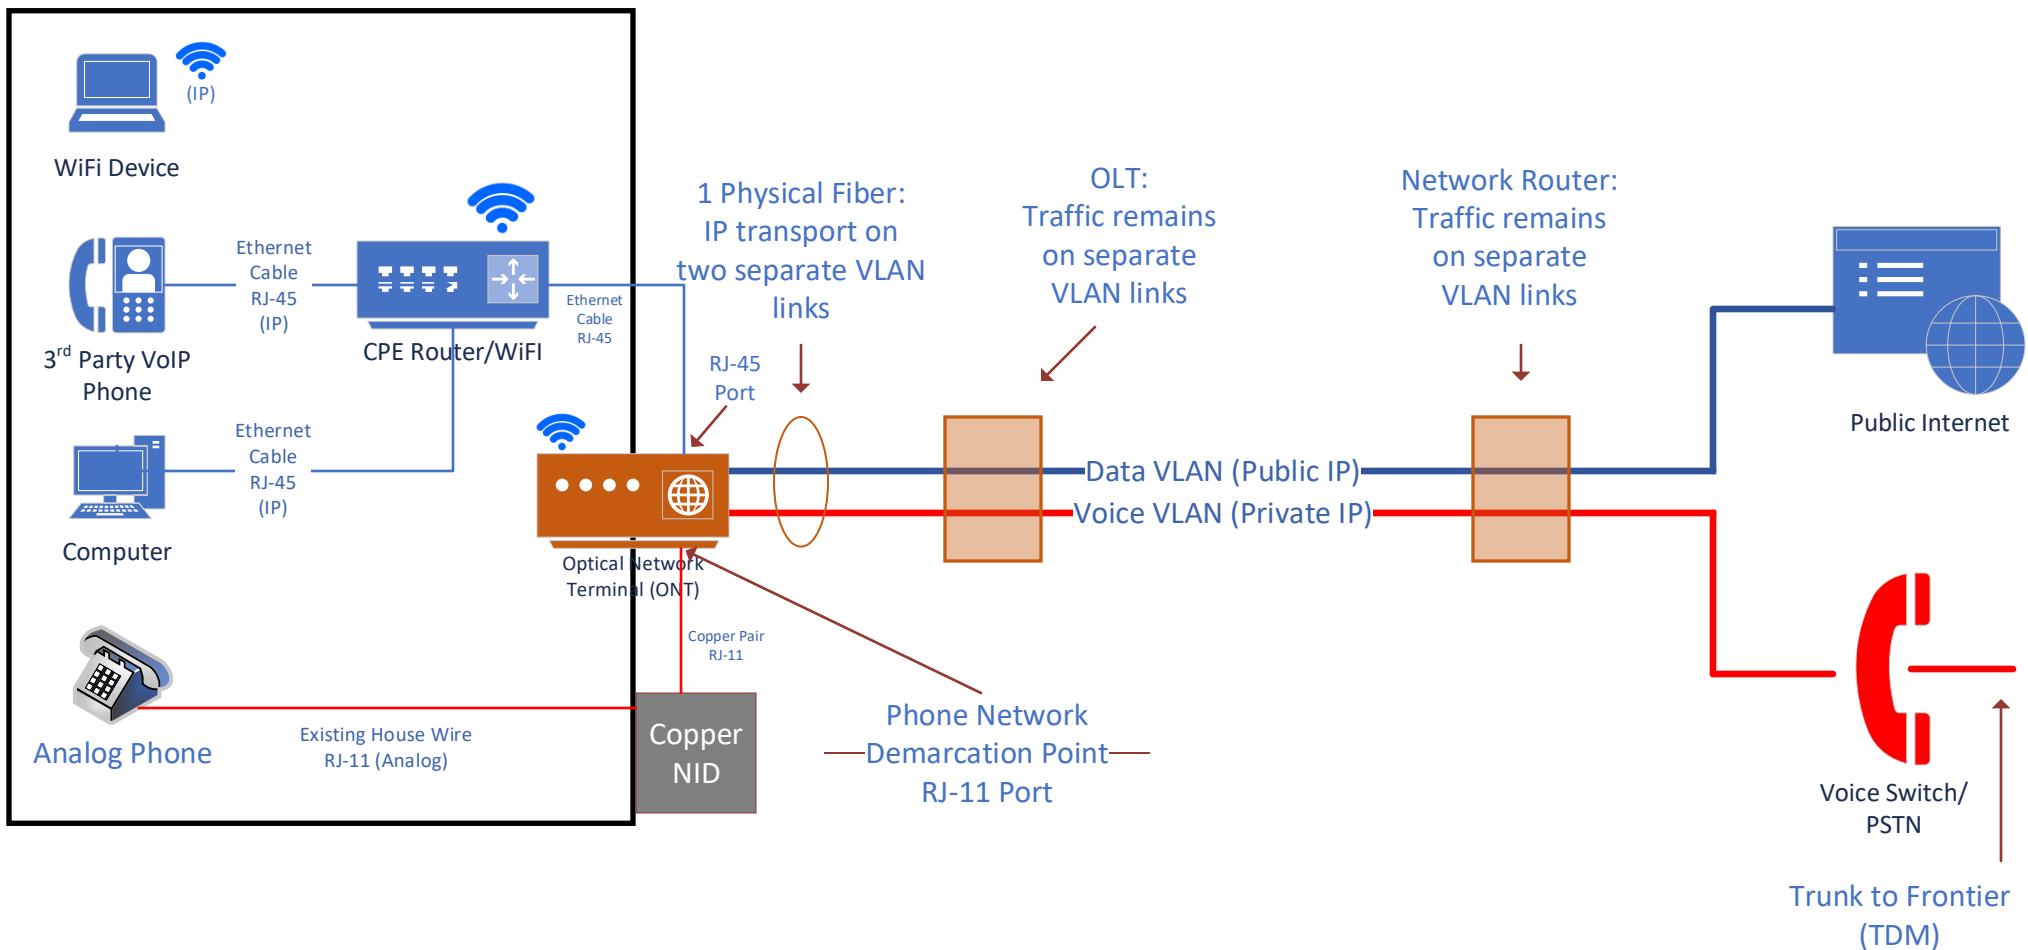 (IP)
WiFi Device
Ethernet
Cable
RJ-45
(IP)
3rd Party VoIP
Phone
CPE Router/WiFI
Ethernet
Cable
RJ-45
Ethernet
Cable
RJ-45
(IP)
Computer
RJ-45
Port
Optical Network
Terminal (ONT)
Copper Pair
RJ-11
Analog Phone
Existing House Wire
RJ-11 (Analog)
Copper
NID
1 Physical Fiber:
IP transport on
two separate VLAN
links
OLT:
Traffic remains
on separate
VLAN links
Network Router:
Traffic remains
on separate
VLAN links
Data VLAN (Public IP)
Voice VLAN (Private IP)
Phone Network
Demarcation Point
RJ-11 Port
Public Internet
Voice Switch/
PSTN
Trunk to Frontier
(TDM)